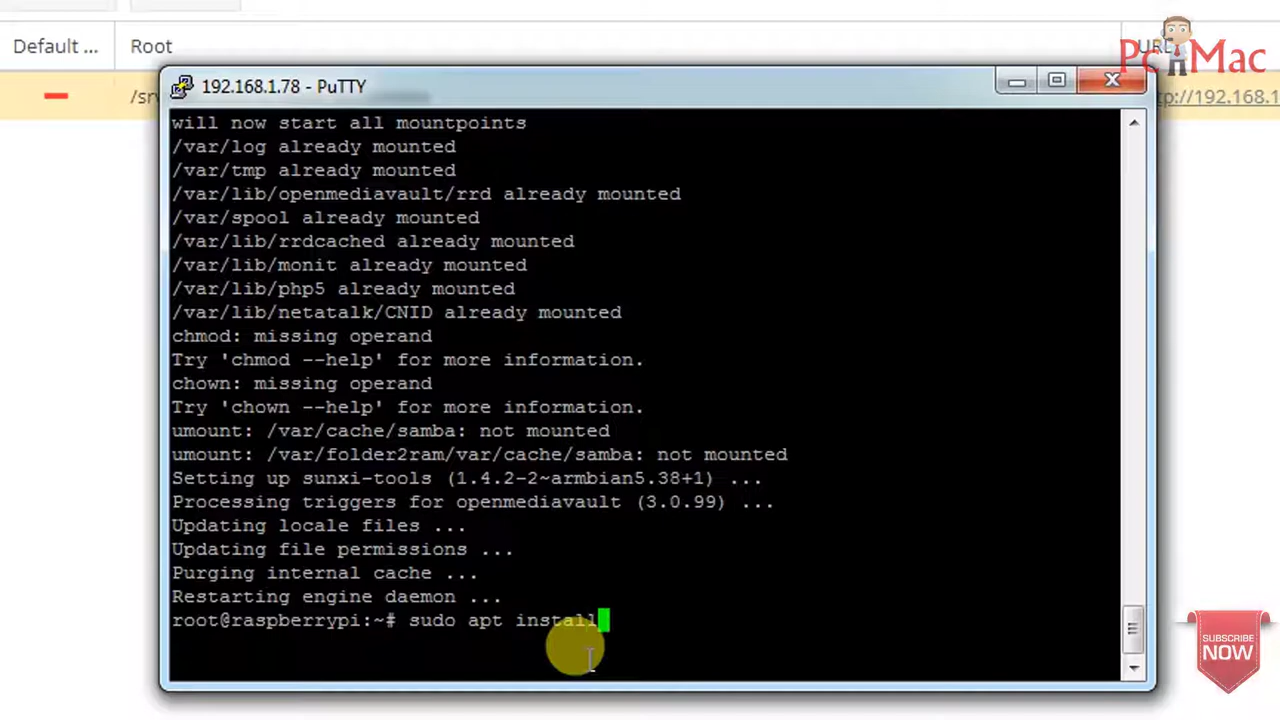 Default ...
Root
URL
Pc Mac
/sr
tp://192.168.1
192.168.1.78 - PuTTY
will now start all mountpoints
/var/log already mounted
/var/tmp already mounted
/var/lib/openmediavault/rrd already mounted
/var/spool already mounted
/var/lib/rrdcached already mounted
/var/lib/monit already mounted
/var/lib/php5 already mounted
/var/lib/netatalk/CNID already mounted
chmod: missing operand
Try 'chmod --help' for more information.
chown: missing operand
Try 'chown --help' for more information.
umount: /var/cache/samba: not mounted
umount: /var/folder2ram/var/cache/samba: not mounted
Setting up sunxi-tools (1.4.2-2~armbian5.38+1) ...
Processing triggers for openmediavault (3.0.99) ...
Updating locale files ...
Updating file permissions ...
Purging internal cache ...
Restarting engine daemon ...
root@raspberrypi:~# sudo apt install
SUBSCRIBE
NOW